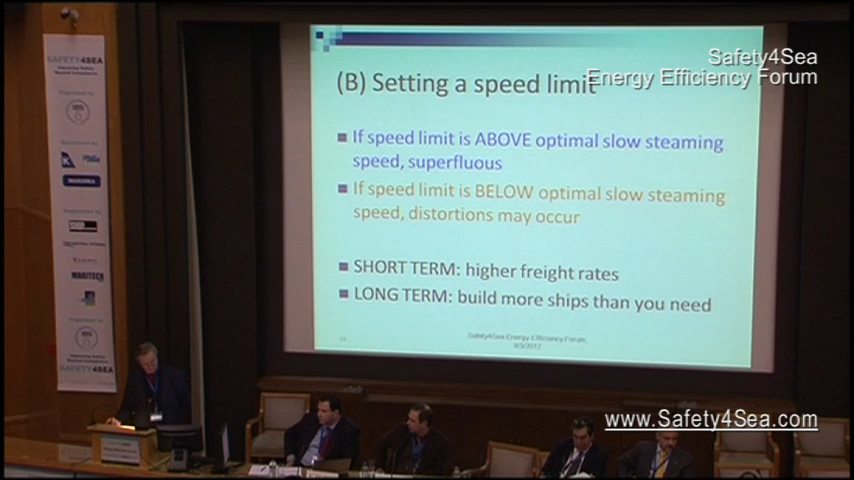 SAFETY4SEA
Safety4Sea
Energy Efficiency Forum
(B) Setting a speed limit
If speed limit is ABOVE optimal slow steaming
speed, superfluous
If speed limit is BELOW optimal slow steaming
speed, distortions may occur
SHORT TERM: higher freight rates
LONG TERM: build more ships than you need
Safety4Sea Energy Efficiency Forum,
MARITECH
SAFETY4SEA
www.Safety4Sea.com